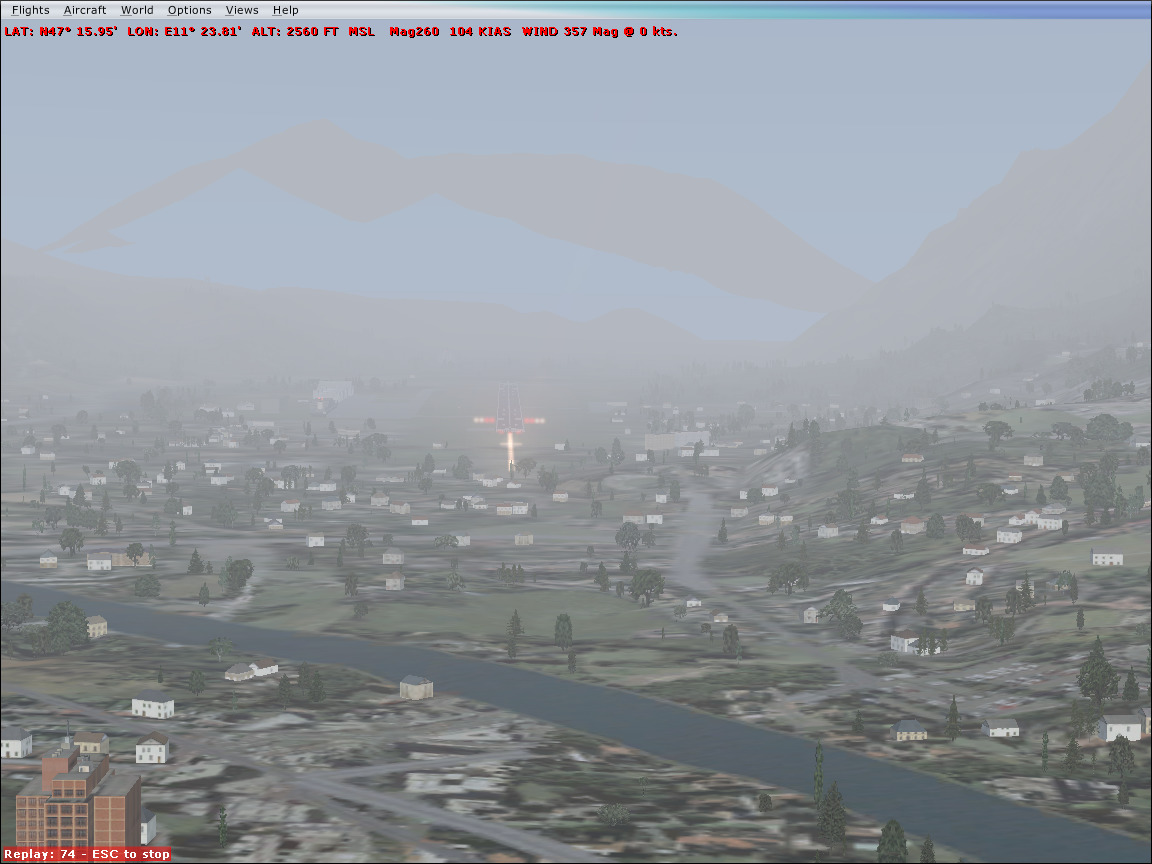 Flights Aircraft World Options Views Help
LAT: N47° 15.95' LON: E11° 23.81' ALT: 2560 FT MSL Mag260 104 KIAS WIND 357 Mag @ 0 kts.
Replay: 74 - ESC to stop